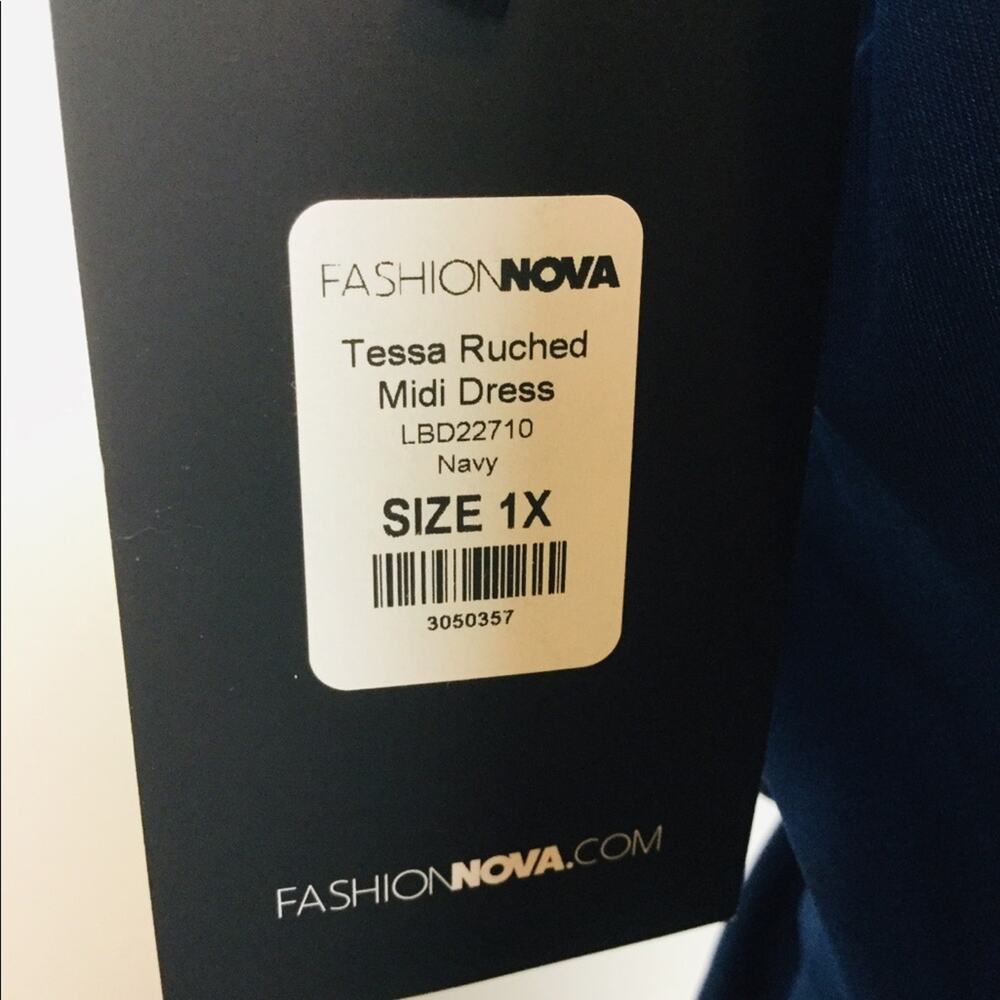 FASHIONNOVA
Tessa Ruched
Midi Dress
LBD22710
Navy
SIZE 1X
3050357
FASHIONNOVA.COM